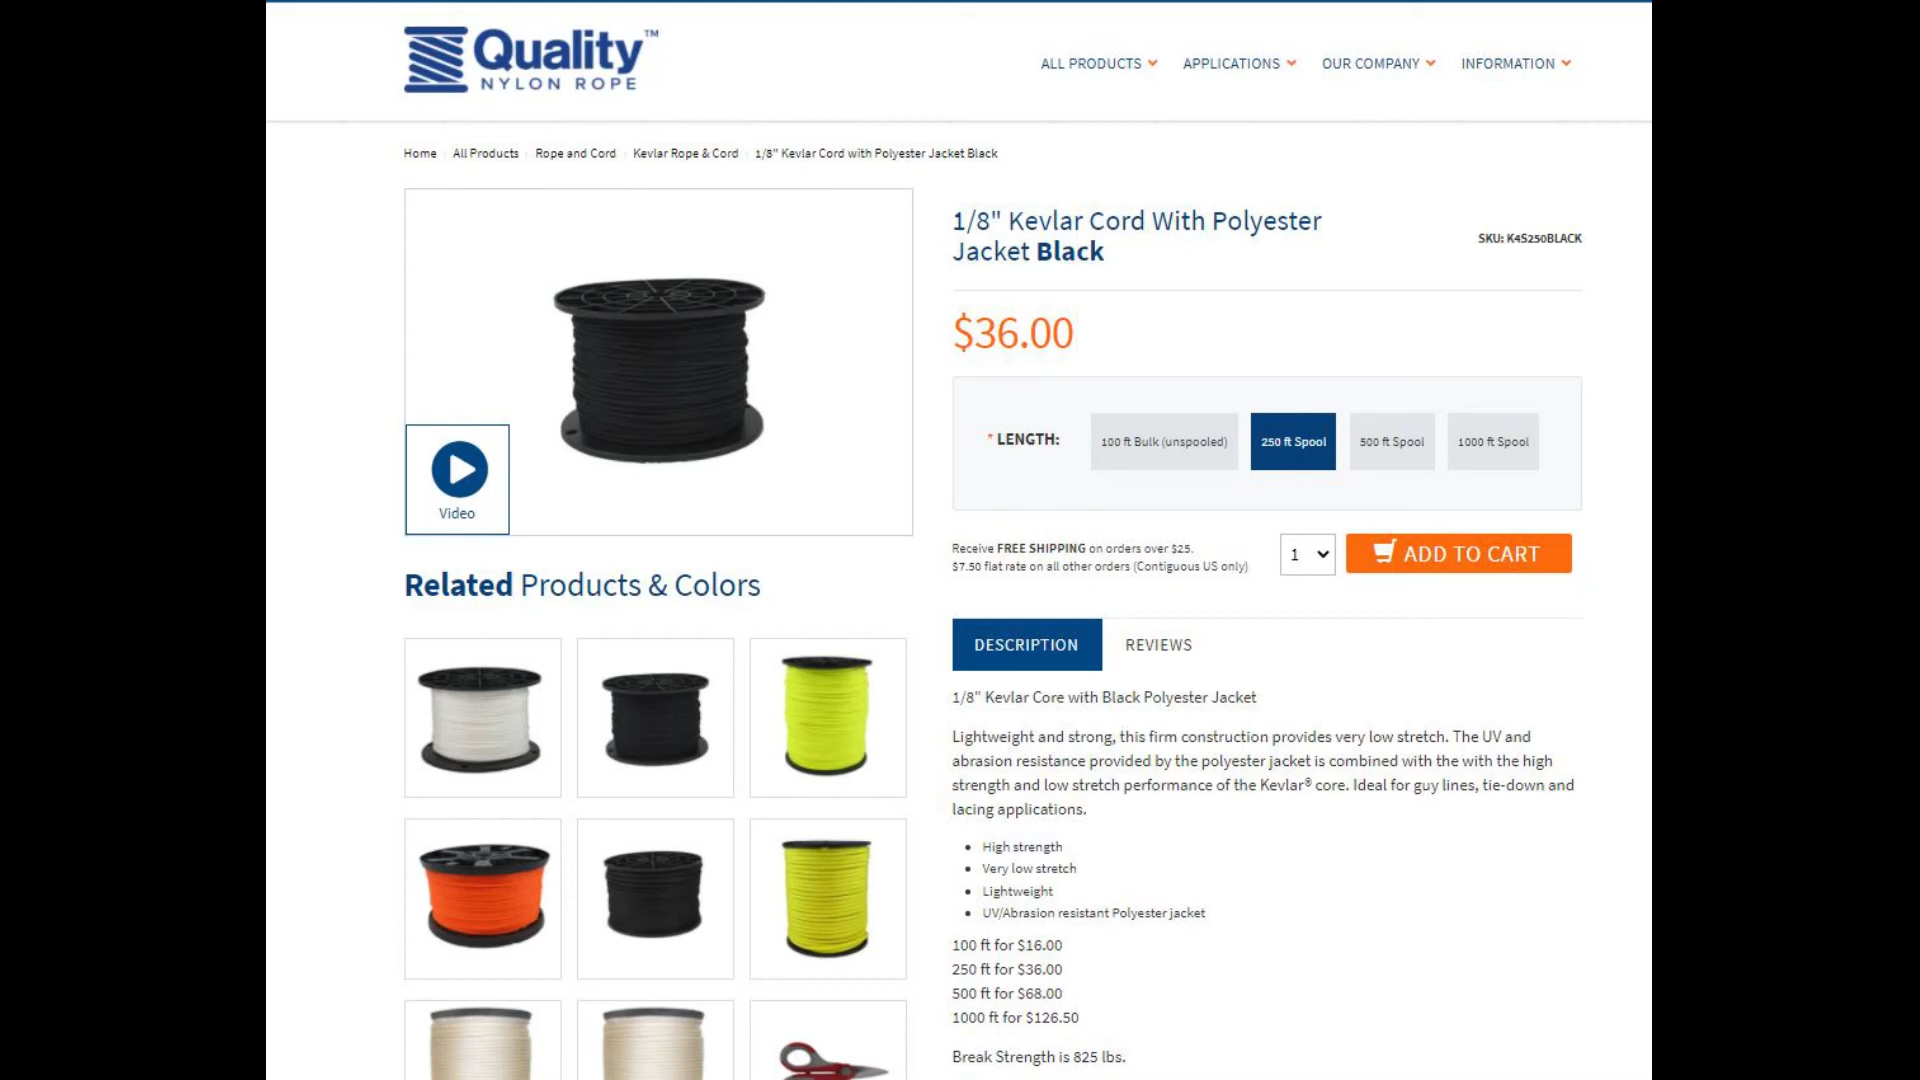 Quality™
NYLON ROPE
ALL PRODUCTS
APPLICATIONS
OUR COMPANY
INFORMATION
Home
All Products
Rope and Cord
Kevlar Rope & Cord
1/8" Kevlar Cord with Polyester Jacket Black
1/8" Kevlar Cord With Polyester
Jacket Black
SKU: K4S250BLACK
$36.00
* LENGTH:
100 ft Bulk (unspooled)
250 ft Spool
500 ft Spool
1000 ft Spool
Video
Receive FREE SHIPPING on orders over $25.
$7.50 flat rate on all other orders (Contiguous US only)
1
ADD TO CART
Related Products & Colors
DESCRIPTION
REVIEWS
1/8" Kevlar Core with Black Polyester Jacket
Lightweight and strong, this firm construction provides very low stretch. The UV and
abrasion resistance provided by the polyester jacket is combined with the with the high
strength and low stretch performance of the Kevlar® core. Ideal for guy lines, tie-down and
lacing applications.
• High strength
• Very low stretch
• Lightweight
• UV/Abrasion resistant Polyester jacket
100 ft for $16.00
250 ft for $36.00
500 ft for $68.00
1000 ft for $126.50
Break Strength is 825 lbs.